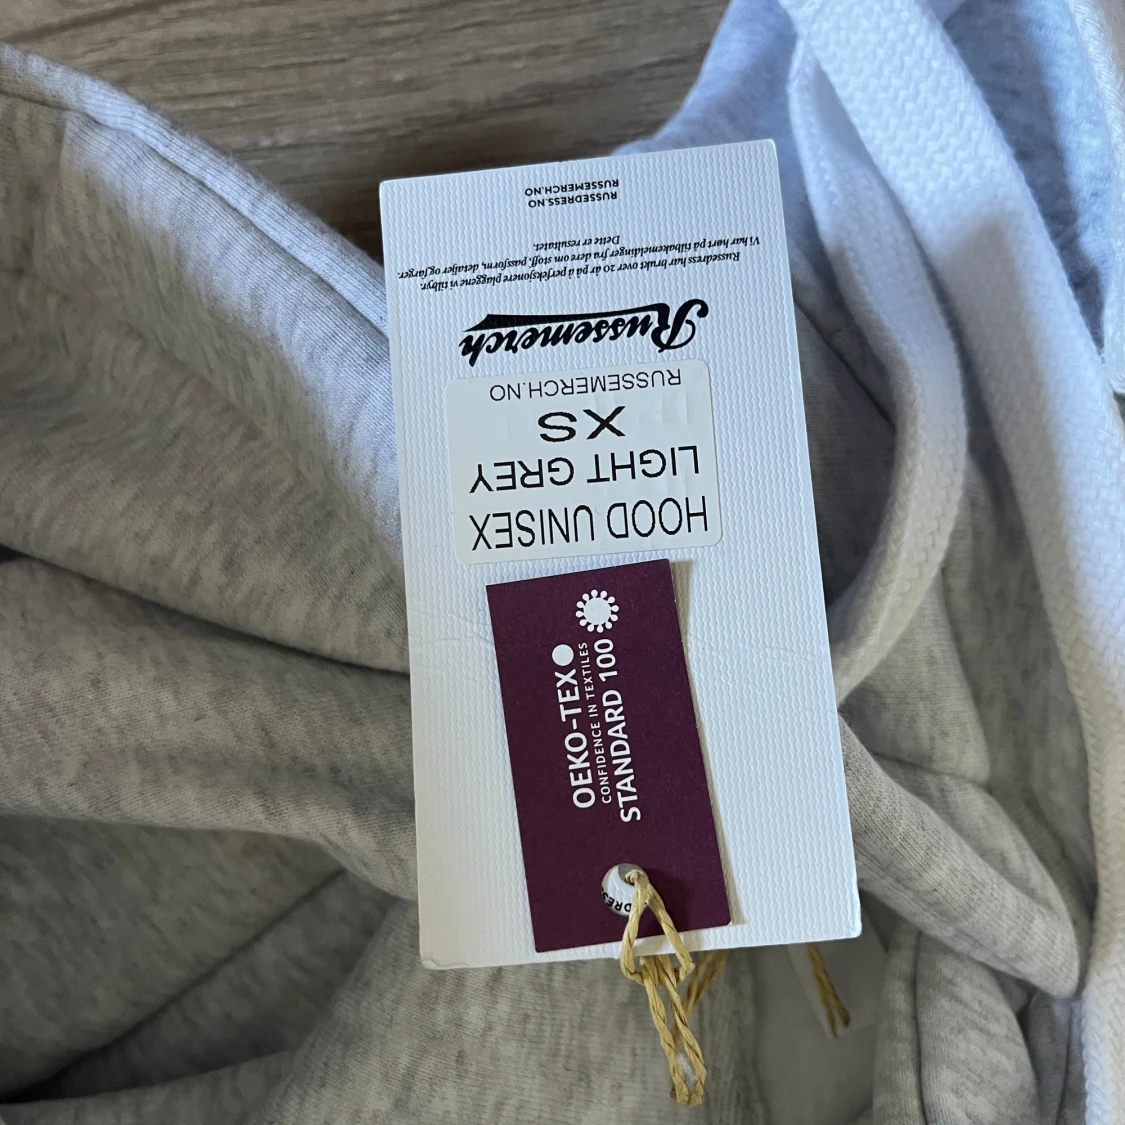 HOOD UNISEX
LIGHT GREY
XS
RUSSEMERCH.NO
Russemerch
Russedress har brukt over 20 år på å perfeksjonere plaggene vi tilbyr.
Vi har hørt på tilbakemeldinger fra dere om stoff, passform, detaljer og farger.
Dette er resultatet.
RUSSEDRESS.NO
RUSSEMERCH.NO
OEKO-TEX
CONFIDENCE IN TEXTILES
STANDARD 100